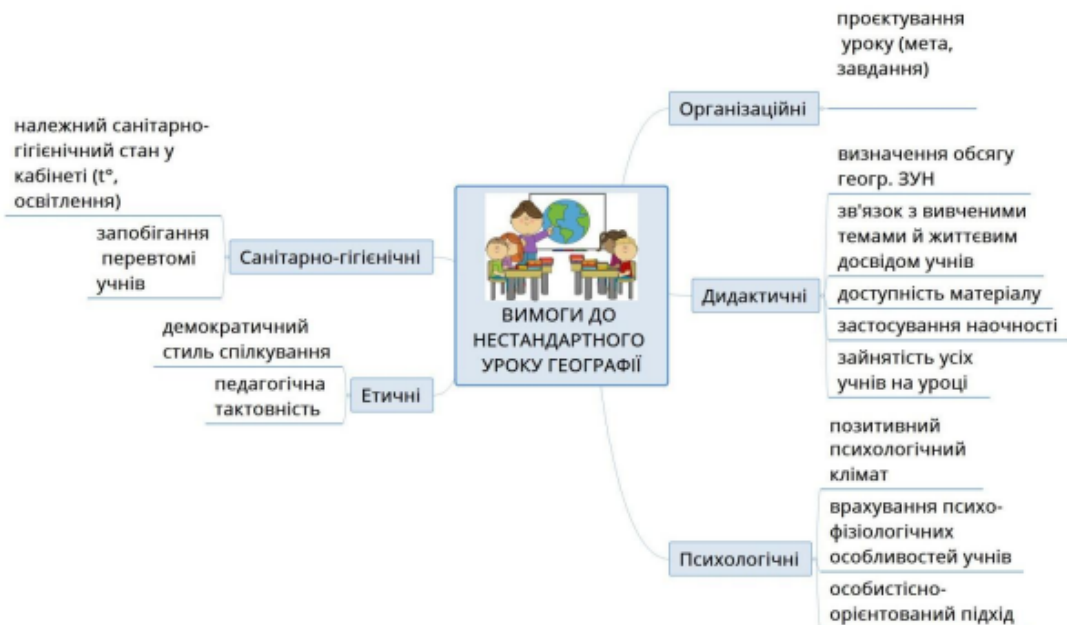 ВИМОГИ ДО
НЕСТАНДАРТНОГО
УРОКУ ГЕОГРАФІЇ
Організаційні
проєктування
уроку (мета,
завдання)
Дидактичні
визначення обсягу
геогр. ЗУН
зв'язок з вивченими
темами й життєвим
досвідом учнів
доступність матеріалу
застосування наочності
зайнятість усіх
учнів на уроці
Психологічні
позитивний
психологічний
клімат
врахування психо-
фізіологічних
особливостей учнів
особистісно-
орієнтований підхід
Санітарно-гігієнічні
належний санітарно-
гігієнічний стан у
кабінеті (t°,
освітлення)
запобігання
перевтомі
учнів
Етичні
демократичний
стиль спілкування
педагогічна
тактовність